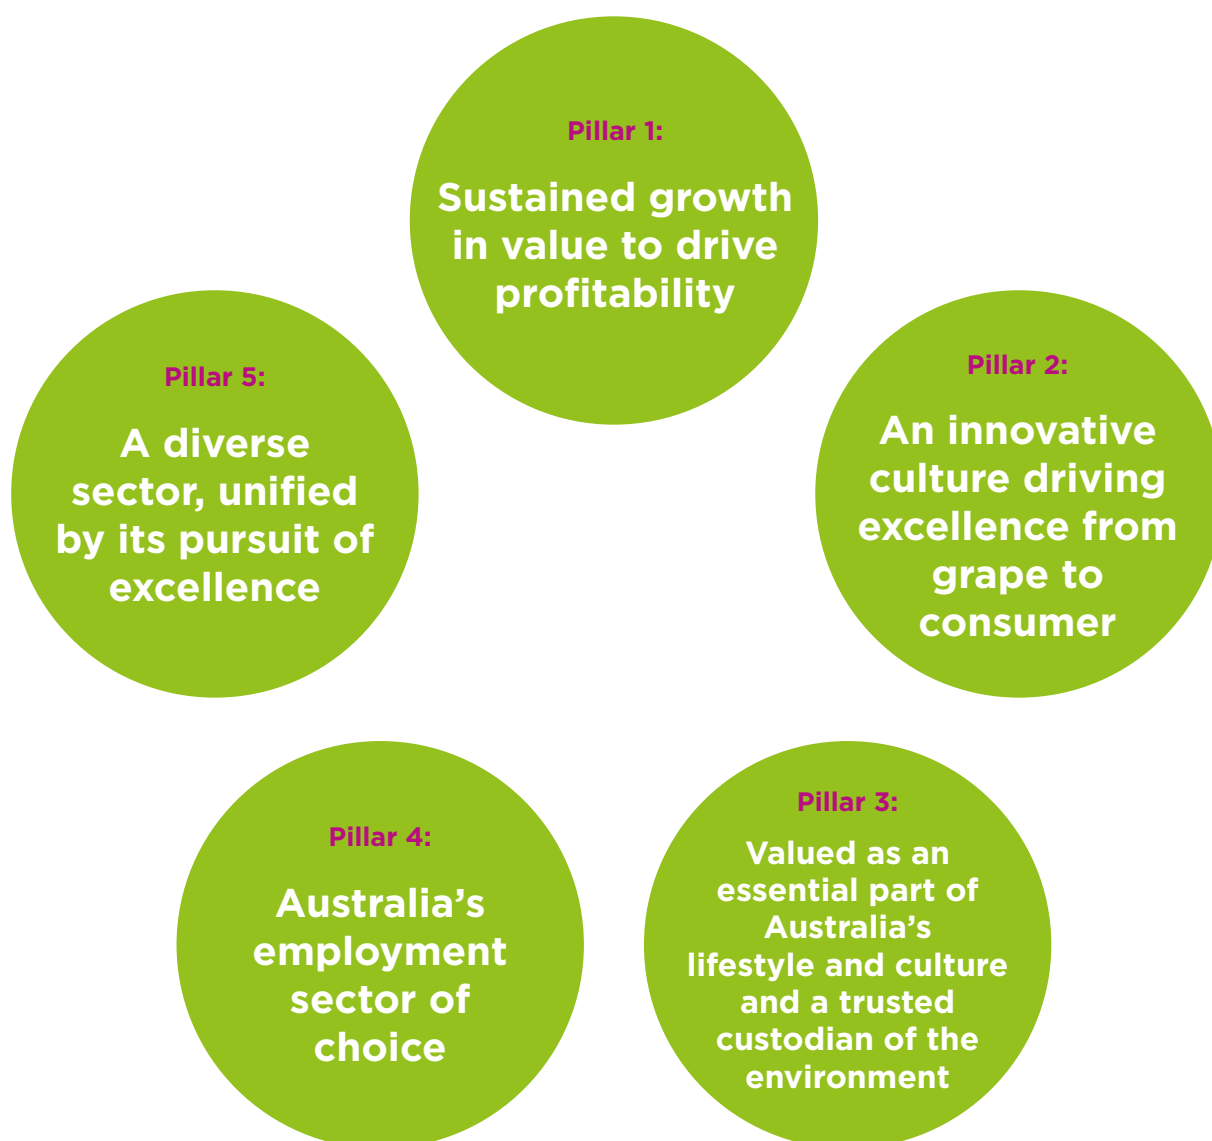 Pillar 1:
Sustained growth
in value to drive
profitability
Pillar 2:
An innovative
culture driving
excellence from
grape to
consumer
Pillar 3:
Valued as an
essential part of
Australia’s
lifestyle and culture
and a trusted
custodian of the
environment
Pillar 4:
Australia’s
employment
sector of
choice
Pillar 5:
A diverse
sector, unified
by its pursuit of
excellence